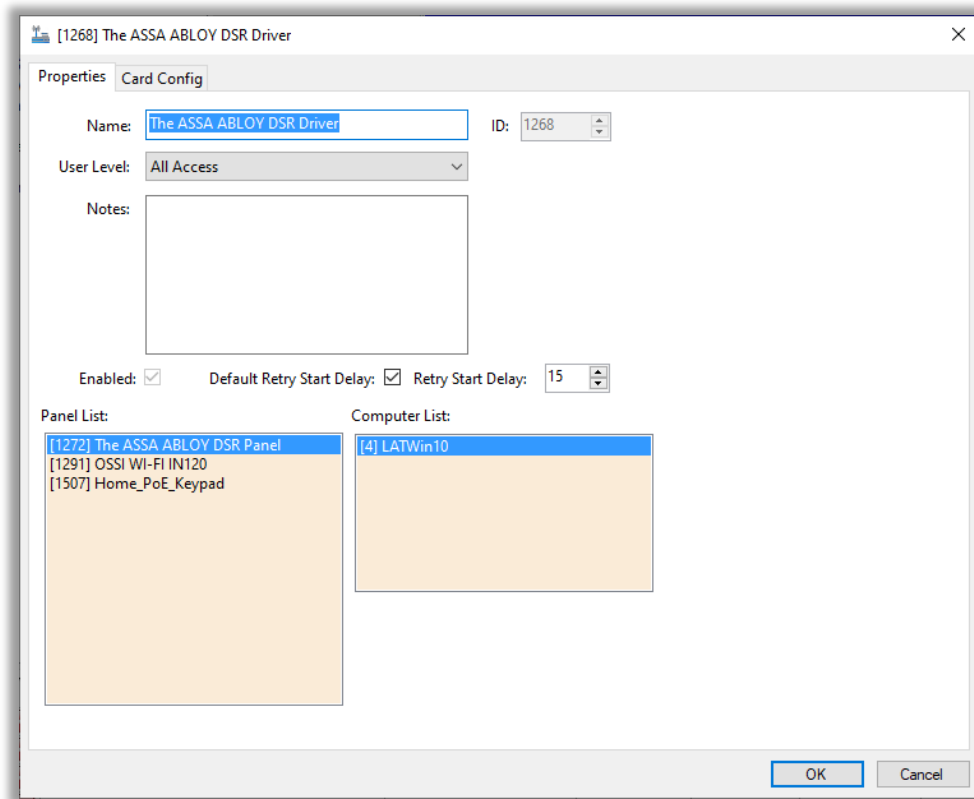 [1268] The ASSA ABLOY DSR Driver
Properties Card Config
Name: The ASSA ABLOY DSR Driver ID: 1268
User Level: All Access
Notes:
Enabled: Default Retry Start Delay: Retry Start Delay: 15
Panel List: Computer List:
[1272] The ASSA ABLOY DSR Panel [4] LATWin10
[1291] OSSI WI-FI IN120
[1507] Home_PoE_Keypad
OK Cancel